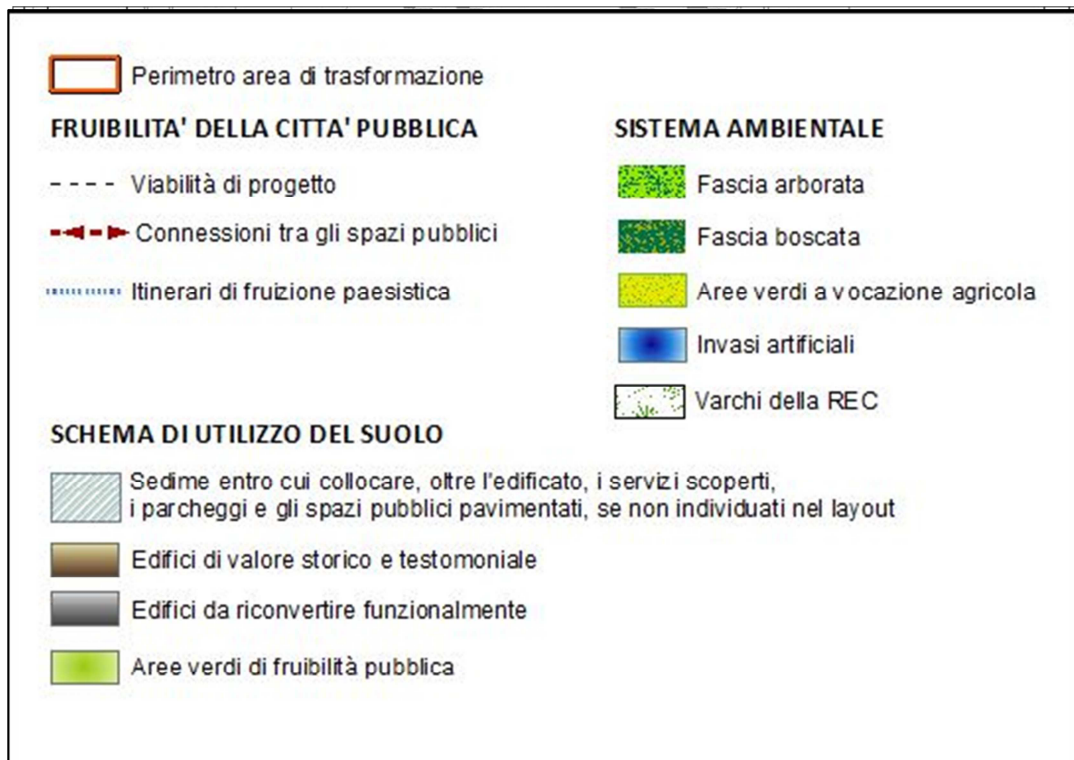 Perimetro area di trasformazione
FRUIBILITA' DELLA CITTA' PUBBLICA
Viabilità di progetto
Connessioni tra gli spazi pubblici
Itinerari di fruizione paesistica
SISTEMA AMBIENTALE
Fascia arborata
Fascia boscata
Aree verdi a vocazione agricola
Invasi artificiali
Varchi della REC
SCHEMA DI UTILIZZO DEL SUOLO
Sedime entro cui collocare, oltre l'edificato, i servizi scoperti,
i parcheggi e gli spazi pubblici pavimentati, se non individuati nel layout
Edifici di valore storico e testomoniale
Edifici da riconvertire funzionalmente
Aree verdi di fruibilità pubblica